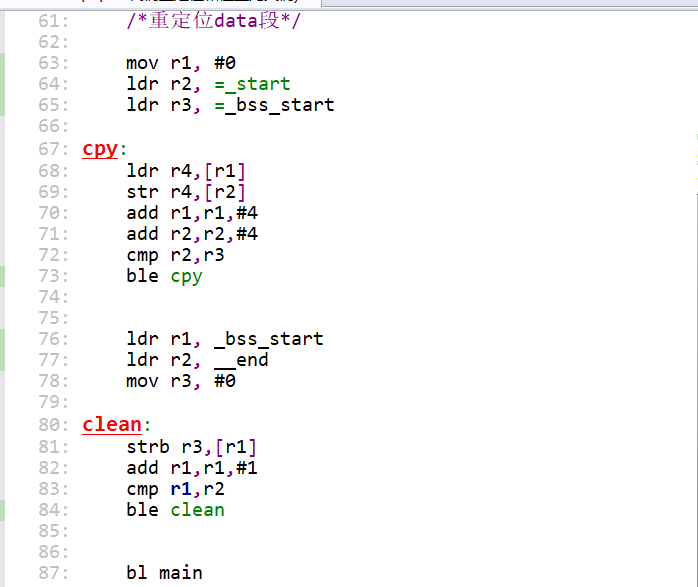 61: /*重定位data段*/
62:
63: mov r1, #0
64: ldr r2, =_start
65: ldr r3, =_bss_start
66:
67: cpy:
68: ldr r4,[r1]
69: str r4,[r2]
70: add r1,r1,#4
71: add r2,r2,#4
72: cmp r2,r3
73: ble cpy
74:
75:
76: ldr r1, _bss_start
77: ldr r2, __end
78: mov r3, #0
79:
80: clean:
81: strb r3,[r1]
82: add r1,r1,#1
83: cmp r1,r2
84: ble clean
85:
86:
87: bl main